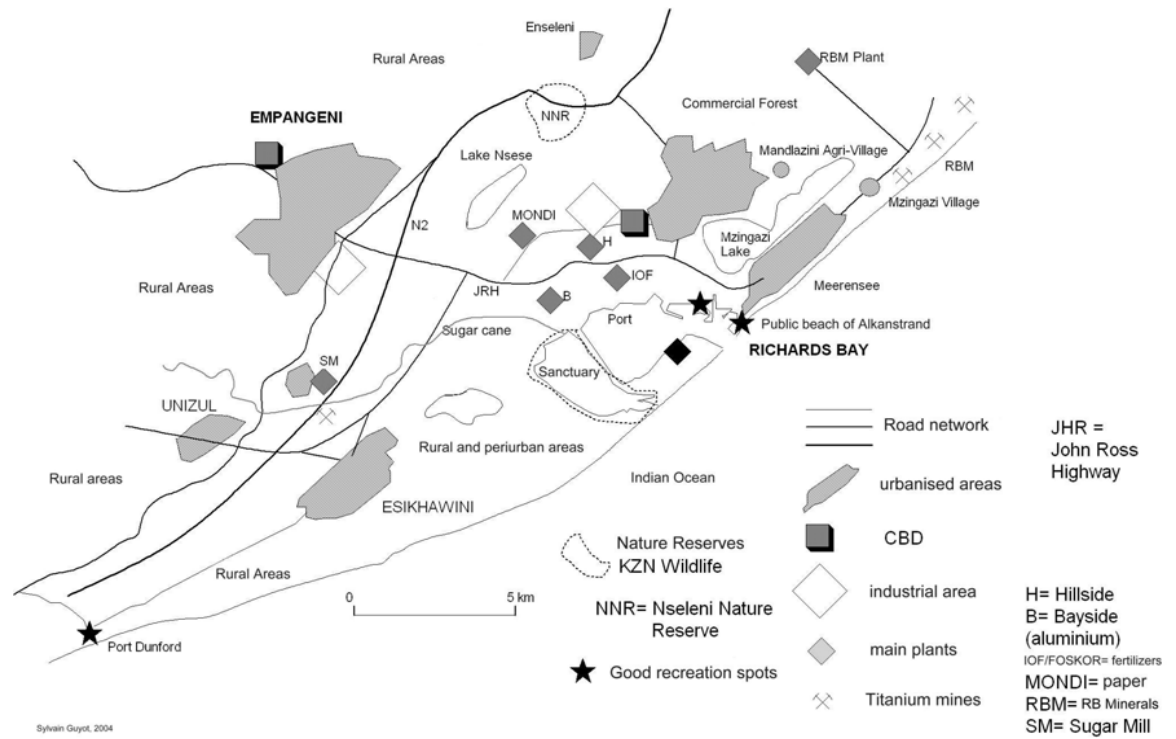 Enseleni
Rural Areas
RBM Plant
NNR
Commercial Forest
EMPANGENI
Lake Nsese
Mandlazini Agri-Village
RBM
Mzingazi Village
N2
MONDI
H
Mzingazi
Lake
Rural Areas
JRH
IOF
B
Meerensee
Port
Sugar cane
Public beach of Alkanstrand
RICHARDS BAY
SM
Sanctuary
UNIZUL
Rural and periurban areas
Rural areas
Indian Ocean
ESIKHAWINI
Rural Areas
0 5 km
Port Dunford
Road network
JHR =
John Ross
Highway
urbanised areas
CBD
Nature Reserves
KZN Wildlife
industrial area
NNR= Nseleni Nature
Reserve
main plants
Good recreation spots
Titanium mines
H= Hillside
B= Bayside
(aluminium)
IOF/FOSKOR= fertilizers
MONDI= paper
RBM= RB Minerals
SM= Sugar Mill
Sylvain Guyot, 2004